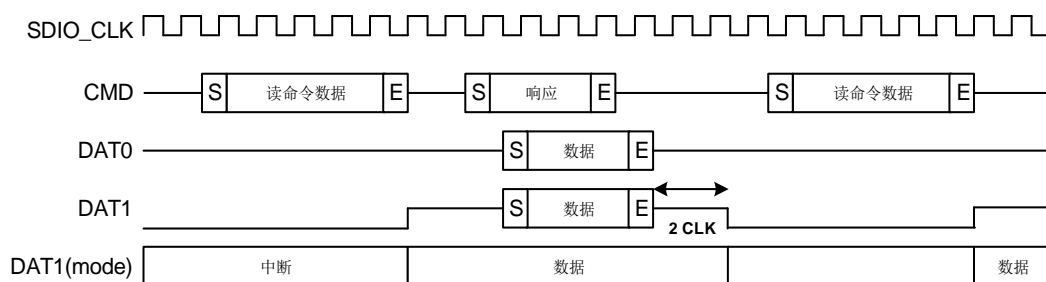 SDIO_CLK
CMD S 读命令数据 E S 响应 E S 读命令数据 E
DAT0 S 数据 E
DAT1 S 数据 E
2 CLK
DAT1(mode) 中断 数据 数据